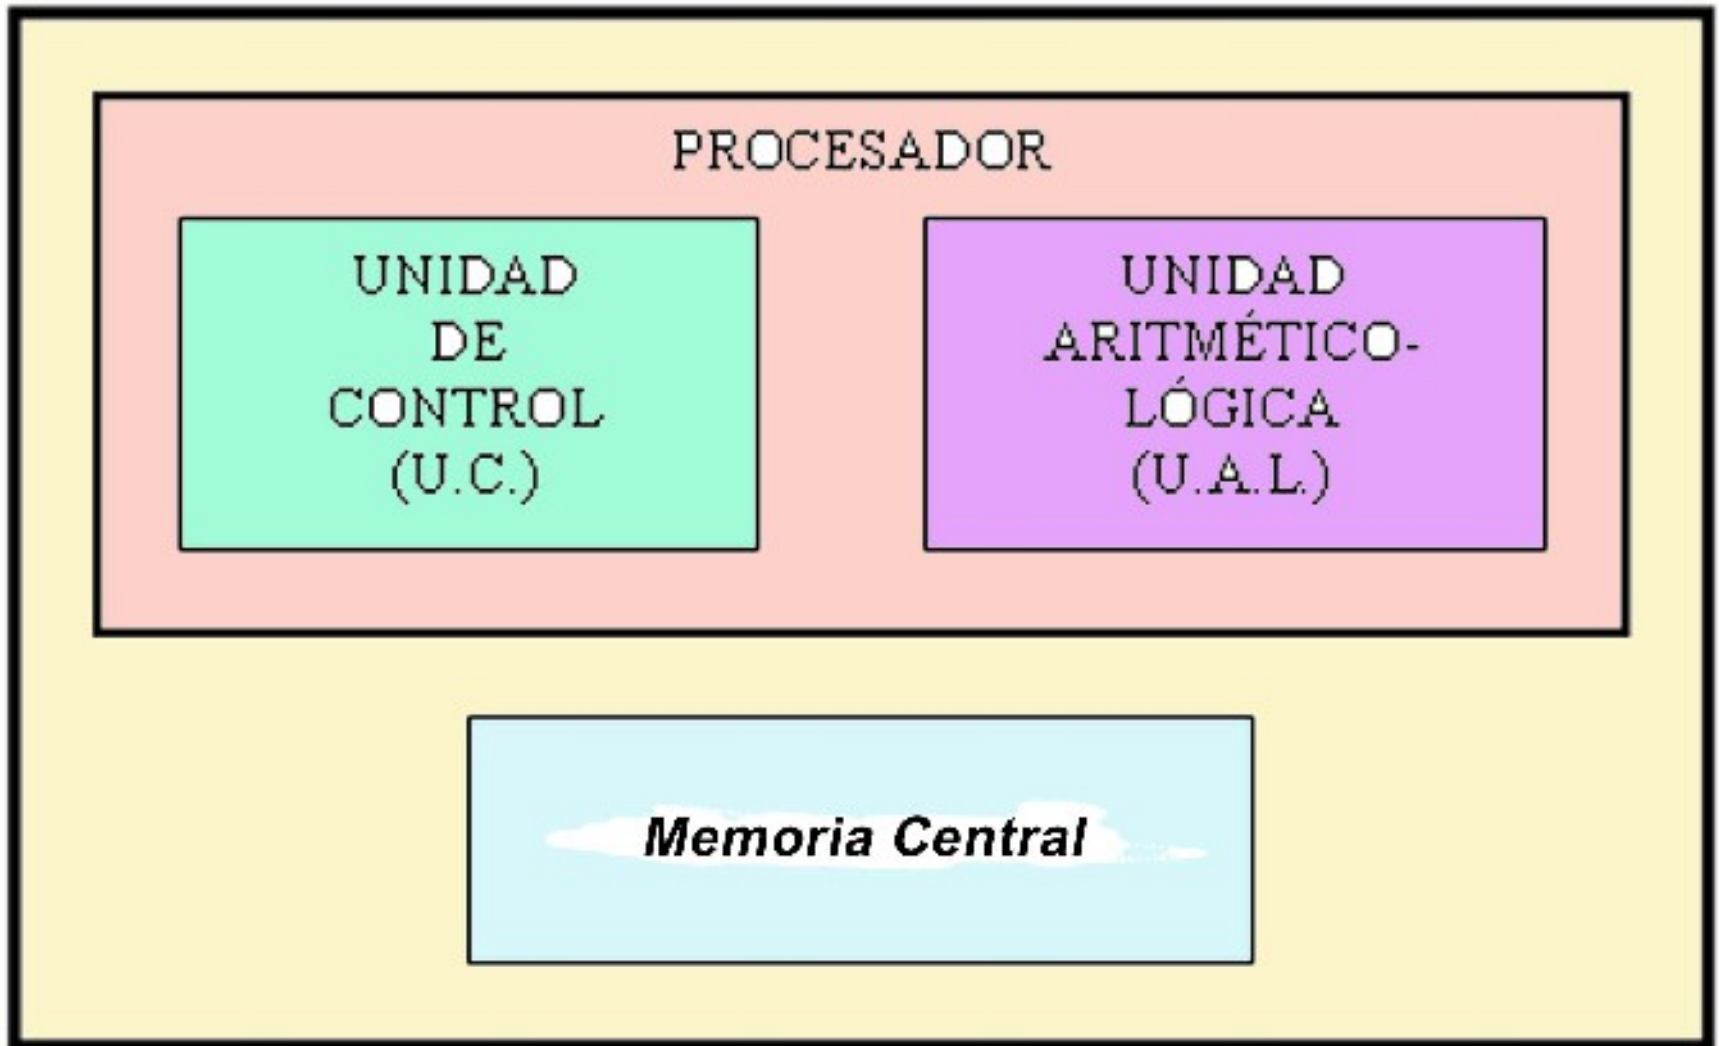 PROCESADOR
UNIDAD
DE
CONTROL
(U.C.)
UNIDAD
ARITMÉTICO-
LÓGICA
(U.A.L.)
Memoria Central